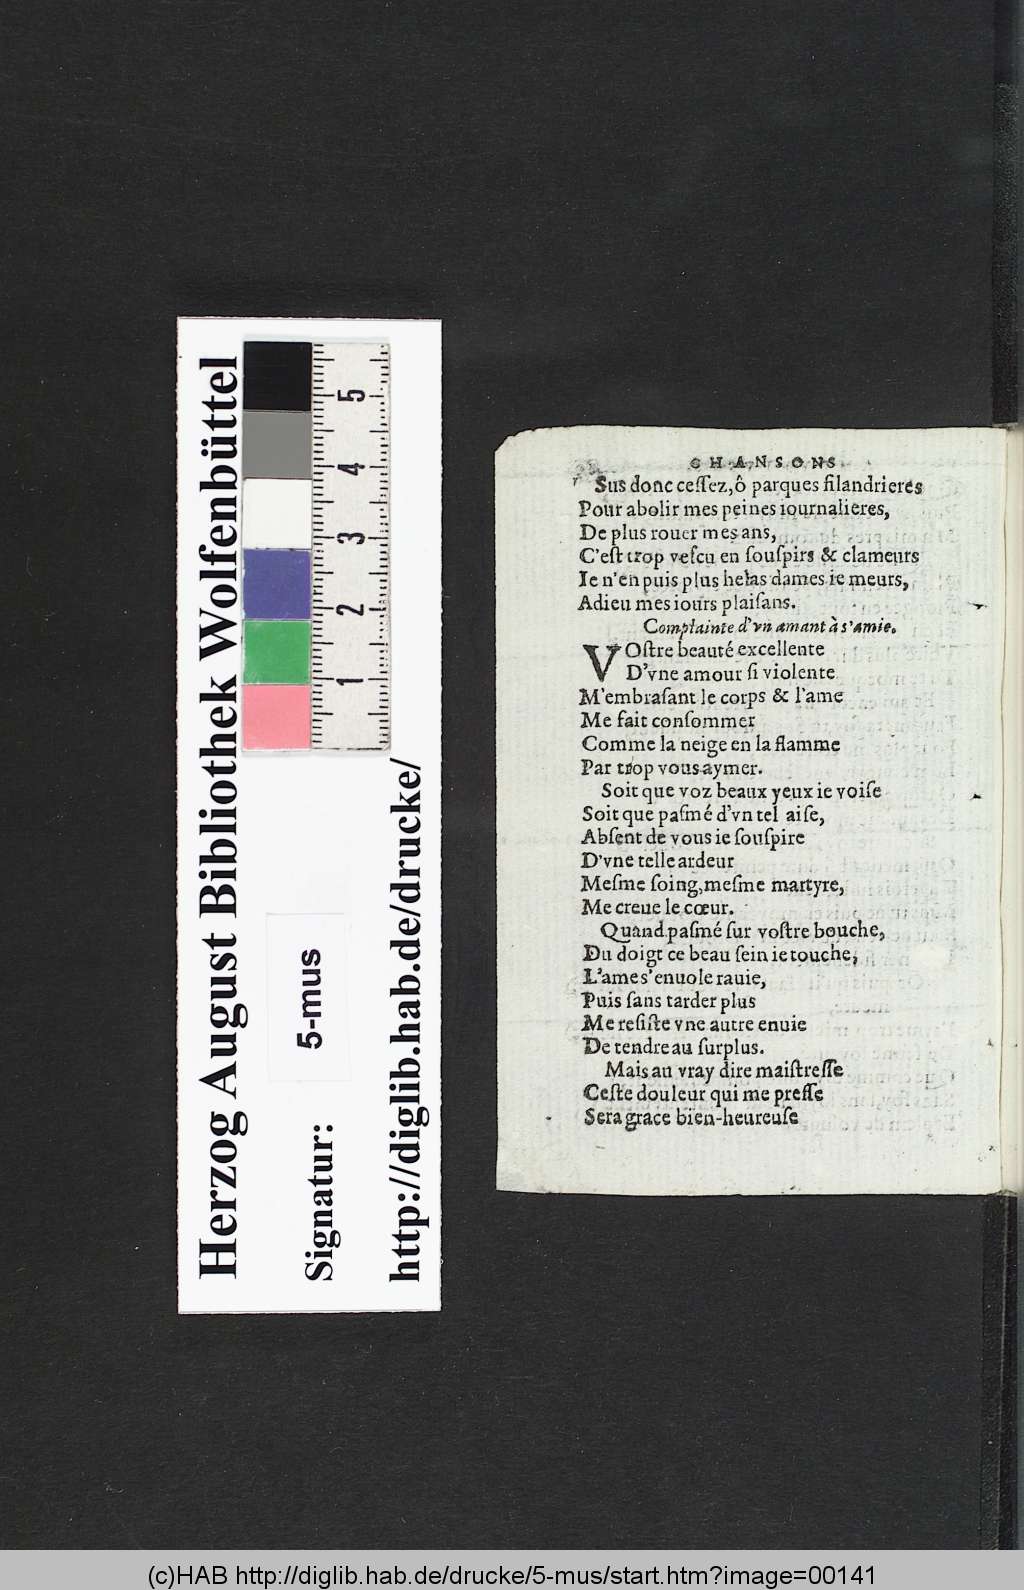 Herzog August Bibliothek Wolfenbüttel
Signatur:
5-mus
http://diglib.hab.de/drucke/
1 2 3 4 5
CHANSONS
Sus donc ceſſez, ô parques filandrieres
Pour abolir mes peines iournalieres,
De plus rouer mes ans,
C'eſt trop veſcu en ſouſpirs & clameurs
Ie n'en puis plus helas dames ie meurs,
Adieu mes iours plaiſans.
Complainte d'vn amant à s'amie.
VOſtre beauté excellente
D'vne amour ſi violente
M'embraſant le corps & l'ame
Me fait conſommer
Comme la neige en la flamme
Par trop vous aymer.
Soit que voz beaux yeux ie voiſe
Soit que paſmé d'vn tel aiſe,
Abſent de vous ie ſouſpire
D'vne telle ardeur
Meſme ſoing, meſme martyre,
Me creue le cœur.
Quand paſmé ſur voſtre bouche,
Du doigt ce beau ſein ie touche,
L'ame s'enuole rauie,
Puis ſans tarder plus
Me reſiſte vne autre enuie
De tendre au ſurplus.
Mais au vray dire maiſtreſſe
Ceſte douleur qui me preſſe
Sera grace bien-heureuſe
(c)HAB http://diglib.hab.de/drucke/5-mus/start.htm?image=00141